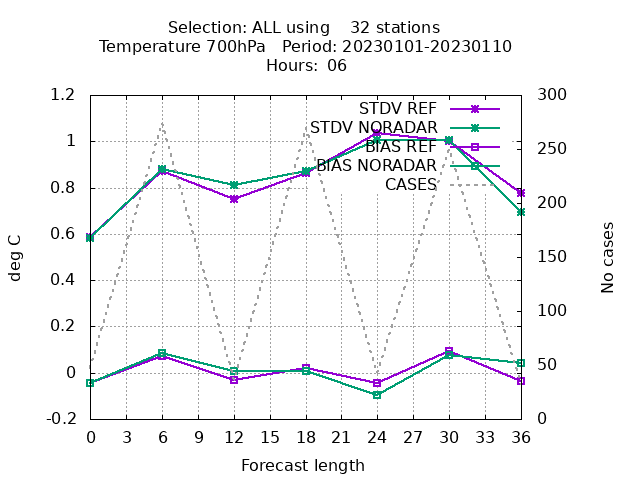 Selection: ALL using    32 stations
Temperature 700hPa   Period: 20230101-20230110
Hours:  06
1.2
1
0.8
0.6
0.4
0.2
0
-0.2
deg C
STDV REF
STDV NORADAR
BIAS REF
BIAS NORADAR
CASES
300
250
200
150
100
50
0
No cases
0 3 6 9 12 15 18 21 24 27 30 33 36
Forecast length